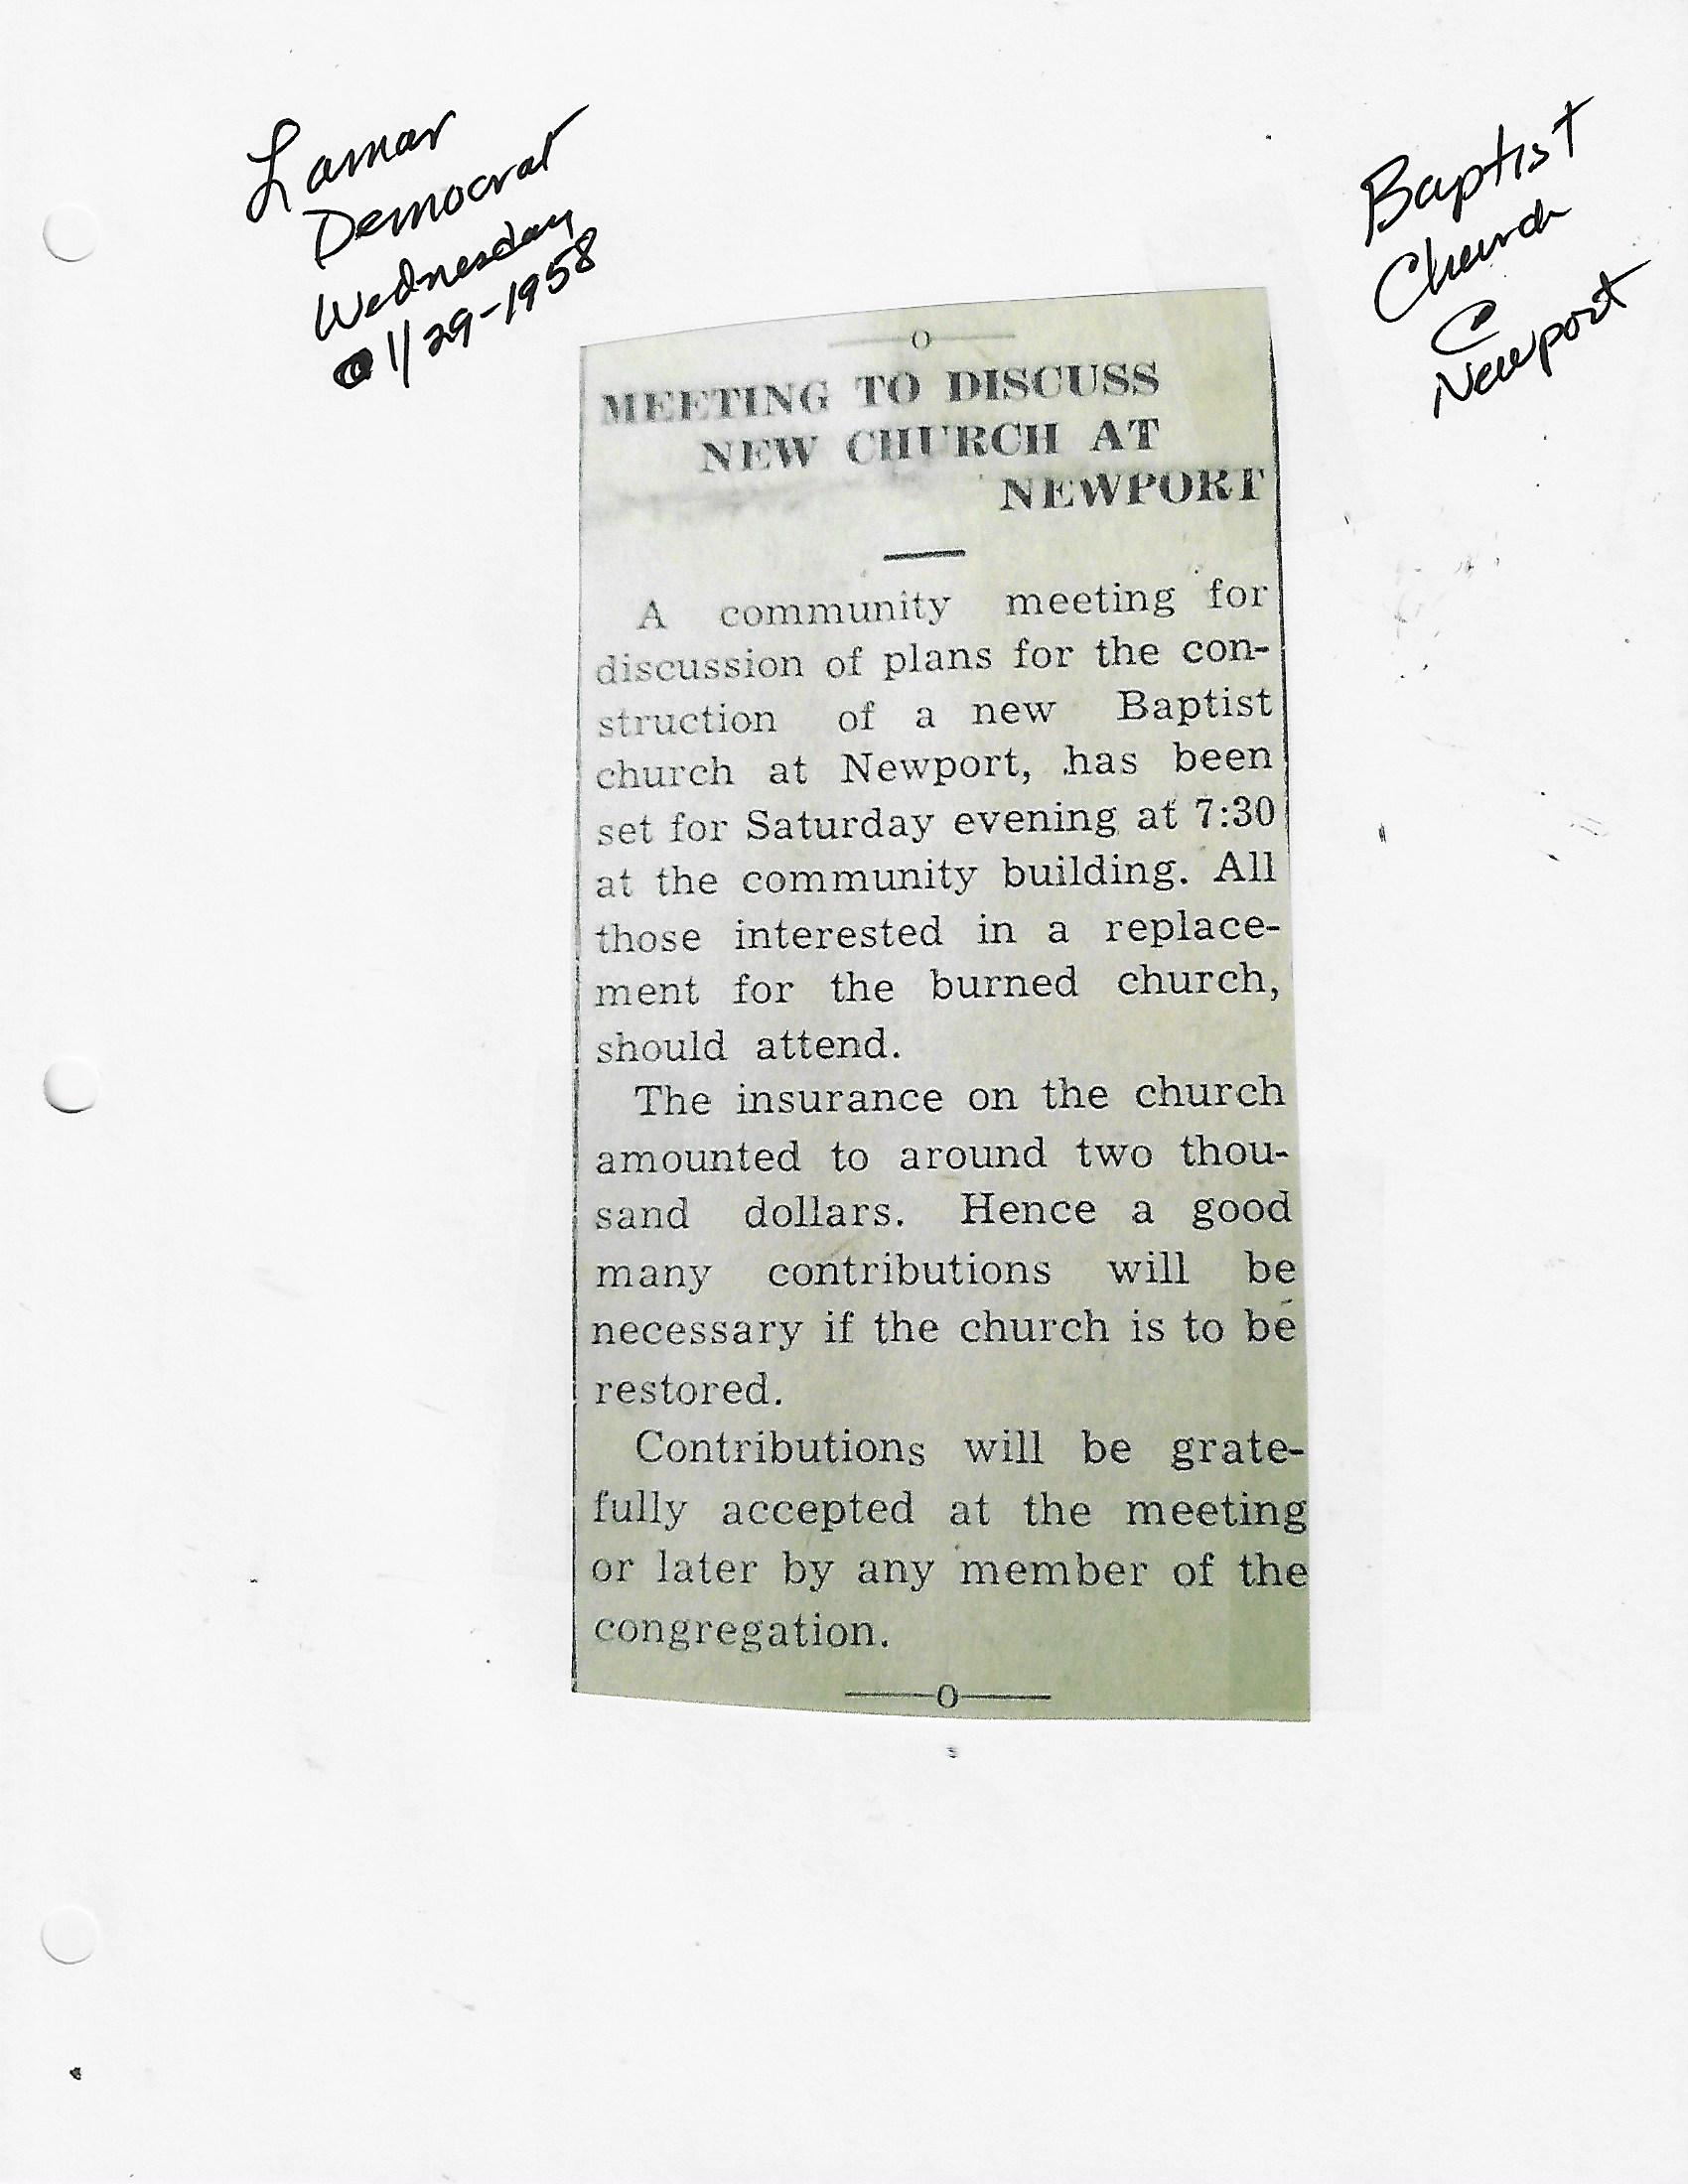 Lamar
Democrat
Wednesday
1/29-1958
Baptist
Church
@
Newport
MEETING TO DISCUSS
NEW CHURCH AT
NEWPORT
A community meeting for
discussion of plans for the con-
struction of a new Baptist
church at Newport, has been
set for Saturday evening at 7:30
at the community building. All
those interested in a replace-
ment for the burned church,
should attend.
The insurance on the church
amounted to around two thou-
sand dollars. Hence a good
many contributions will be
necessary if the church is to be
restored.
Contributions will be grate-
fully accepted at the meeting
or later by any member of the
congregation.